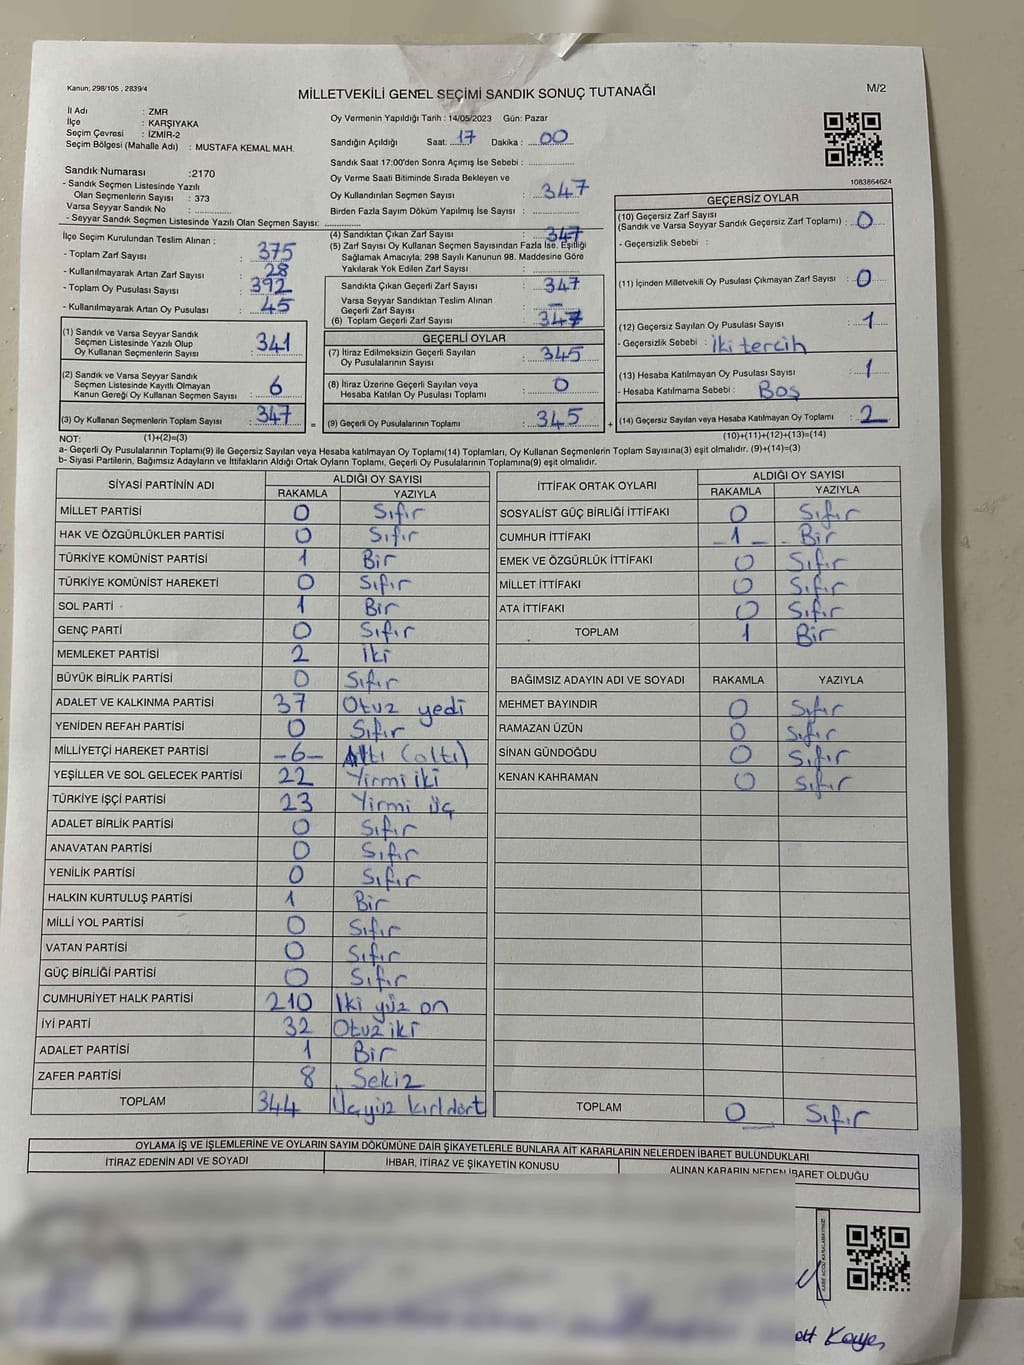 Kanun; 298/105 , 2839/4
MİLLETVEKİLİ GENEL SEÇİMİ SANDIK SONUÇ TUTANAĞI
M/2
İl Adı : ZMR
İlçe : KARŞIYAKA
Seçim Çevresi : İZMİR-2
Seçim Bölgesi (Mahalle Adı) : MUSTAFA KEMAL MAH.
Sandık Numarası :2170
- Sandık Seçmen Listesinde Yazılı
Olan Seçmenlerin Sayısı : 373
Varsa Seyyar Sandık No :
- Seyyar Sandık Seçmen Listesinde Yazılı Olan Seçmen Sayısı:
Oy Vermenin Yapıldığı Tarih : 14/05/2023 Gün: Pazar
Sandığın Açıldığı Saat: 17 Dakika : 00
Sandık Saat 17:00'den Sonra Açımış İse Sebebi :
Oy Verme Saati Bitiminde Sırada Bekleyen ve
Oy Kullandırılan Seçmen Sayısı : 347
Birden Fazla Sayım Döküm Yapılmış İse Sayısı :
1083864624
İlçe Seçim Kurulundan Teslim Alınan :
- Toplam Zarf Sayısı : 375
- Kullanılmayarak Artan Zarf Sayısı : 28
- Toplam Oy Pusulası Sayısı : 392
- Kullanılmayarak Artan Oy Pusulası : 45
(1) Sandık ve Varsa Seyyar Sandık
Seçmen Listesinde Yazılı Olup
Oy Kullanan Seçmenlerin Sayısı : 341
(2) Sandık ve Varsa Seyyar Sandık
Seçmen Listesinde Kayıtlı Olmayan
Kanun Gereği Oy Kullanan Seçmen Sayısı : 6
(3) Oy Kullanan Seçmenlerin Toplam Sayısı : 347
(4) Sandıktan Çıkan Zarf Sayısı : 347
(5) Zarf Sayısı Oy Kullanan Seçmen Sayısından Fazla İse, Eşitliği
Sağlamak Amacıyla; 298 Sayılı Kanunun 98. Maddesine Göre
Yakılarak Yok Edilen Zarf Sayısı :
Sandıkta Çıkan Geçerli Zarf Sayısı : 347
Varsa Seyyar Sandıktan Teslim Alınan
Geçerli Zarf Sayısı : -
(6) Toplam Geçerli Zarf Sayısı : 347
GEÇERLİ OYLAR
(7) İtiraz Edilmeksizin Geçerli Sayılan
Oy Pusulalarının Sayısı : 345
(8) İtiraz Üzerine Geçerli Sayılan veya
Hesaba Katılan Oy Pusulası Toplamı : 0
= (9) Geçerli Oy Pusulalarının Toplamı : 345 +
GEÇERSİZ OYLAR
(10) Geçersiz Zarf Sayısı
(Sandık ve Varsa Seyyar Sandık Geçersiz Zarf Toplamı) : 0
- Geçersizlik Sebebi :
(11) İçinden Milletvekili Oy Pusulası Çıkmayan Zarf Sayısı : 0
(12) Geçersiz Sayılan Oy Pusulası Sayısı : 1
- Geçersizlik Sebebi : İki tercih
(13) Hesaba Katılmayan Oy Pusulası Sayısı : 1
- Hesaba Katılmama Sebebi : Boş
(14) Geçersiz Sayılan veya Hesaba Katılmayan Oy Toplamı : 2
NOT: (1)+(2)=(3) (10)+(11)+(12)+(13)=(14)
a- Geçerli Oy Pusulaları Toplamı(9) ile Geçersiz Sayılan veya Hesaba katılmayan Oy Toplamı(14) Toplamları, Oy Kullanan Seçmenlerin Toplam Sayısına(3) eşit olmalıdır. (9)+(14)=(3)
b- Siyasi Partilerin, Bağımsız Adayların ve İttifakların Aldığı Ortak Oyların Toplamı, Geçerli Oy Pusulalarının Toplamına(9) eşit olmalıdır.
SİYASİ PARTİNİN ADI ALDIĞI OY SAYISI
RAKAMLA YAZIYLA
MİLLET PARTİSİ 0 Sıfır
HAK VE ÖZGÜRLÜKLER PARTİSİ 0 Sıfır
TÜRKİYE KOMÜNİST PARTİSİ 1 Bir
TÜRKİYE KOMÜNİST HAREKETİ 0 Sıfır
SOL PARTİ 1 Bir
GENÇ PARTİ 0 Sıfır
MEMLEKET PARTİSİ 2 İki
BÜYÜK BİRLİK PARTİSİ 0 Sıfır
ADALET VE KALKINMA PARTİSİ 37 Otuz yedi
YENİDEN REFAH PARTİSİ 0 Sıfır
MİLLİYETÇİ HAREKET PARTİSİ -6- Altı (altı)
YEŞİLLER VE SOL GELECEK PARTİSİ 22 Yirmi iki
TÜRKİYE İŞÇİ PARTİSİ 23 Yirmi üç
ADALET BİRLİK PARTİSİ 0 Sıfır
ANAVATAN PARTİSİ 0 Sıfır
YENİLİK PARTİSİ 0 Sıfır
HALKIN KURTULUŞ PARTİSİ 1 Bir
MİLLİ YOL PARTİSİ 0 Sıfır
VATAN PARTİSİ 0 Sıfır
GÜÇ BİRLİĞİ PARTİSİ 0 Sıfır
CUMHURİYET HALK PARTİSİ 210 İki yüz on
İYİ PARTİ 32 Otuz iki
ADALET PARTİSİ 1 Bir
ZAFER PARTİSİ 8 Sekiz
TOPLAM 344 Üçyüz kırkdört
İTTİFAK ORTAK OYLARI ALDIĞI OY SAYISI
RAKAMLA YAZIYLA
SOSYALİST GÜÇ BİRLİĞİ İTTİFAKI 0 Sıfır
CUMHUR İTTİFAKI -1- Bir
EMEK VE ÖZGÜRLÜK İTTİFAKI 0 Sıfır
MİLLET İTTİFAKI 0 Sıfır
ATA İTTİFAKI 0 Sıfır
TOPLAM 1 Bir
BAĞIMSIZ ADAYIN ADI VE SOYADI RAKAMLA YAZIYLA
MEHMET BAYINDIR 0 Sıfır
RAMAZAN ÜZÜN 0 Sıfır
SİNAN GÜNDOĞDU 0 Sıfır
KENAN KAHRAMAN 0 Sıfır
TOPLAM 0 Sıfır
OYLAMA İŞ VE İŞLEMLERİNE VE OYLARIN SAYIM DÖKÜMÜNE DAİR ŞİKAYETLERLE BUNLARA AİT KARARLARIN NELERDEN İBARET BULUNDUKLARI
İTİRAZ EDENİN ADI VE SOYADI İHBAR, İTİRAZ VE ŞİKAYETİN KONUSU ALINAN KARARIN NEDEN İBARET OLDUĞU